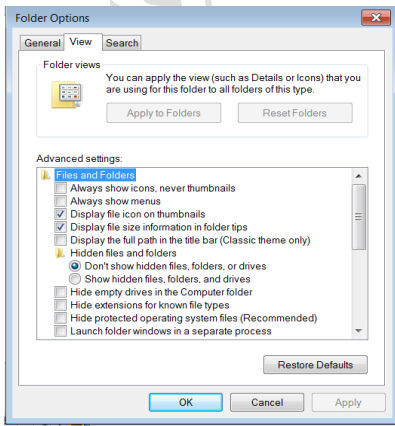 Folder Options
General View Search
Folder views
You can apply the view (such as Details or Icons) that you
are using for this folder to all folders of this type.
Apply to Folders Reset Folders
Advanced settings:
Files and Folders
Always show icons, never thumbnails
Always show menus
Display file icon on thumbnails
Display file size information in folder tips
Display the full path in the title bar (Classic theme only)
Hidden files and folders
Don't show hidden files, folders, or drives
Show hidden files, folders, and drives
Hide empty drives in the Computer folder
Hide extensions for known file types
Hide protected operating system files (Recommended)
Launch folder windows in a separate process
Restore Defaults
OK Cancel Apply